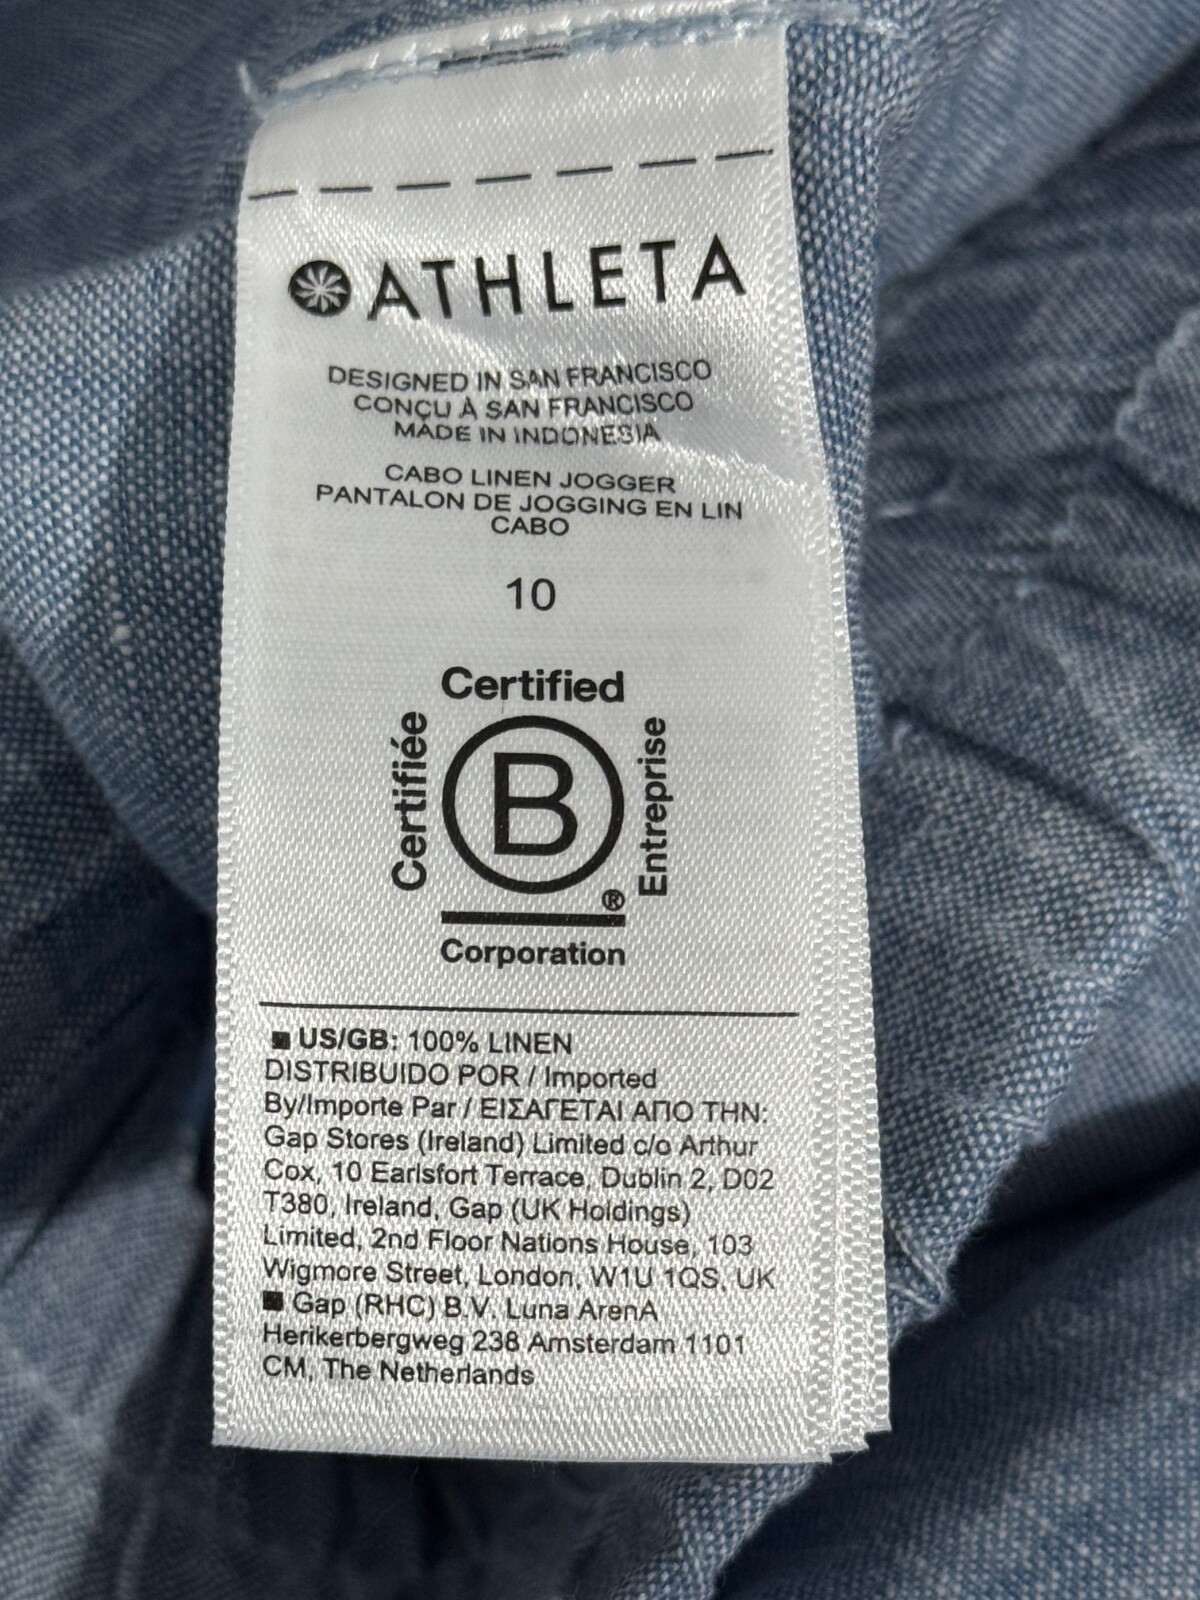 ATHLETA
DESIGNED IN SAN FRANCISCO
CONÇU À SAN FRANCISCO
MADE IN INDONESIA
CABO LINEN JOGGER
PANTALON DE JOGGING EN LIN
CABO
10
Certified
Certifiée
B
Entreprise
®
Corporation
US/GB: 100% LINEN
DISTRIBUIDO POR / Imported
By/Importe Par / ΕΙΣΑΓΕΤΑΙ ΑΠΟ ΤΗΝ:
Gap Stores (Ireland) Limited c/o Arthur
Cox, 10 Earlsfort Terrace, Dublin 2, D02
T380, Ireland, Gap (UK Holdings)
Limited, 2nd Floor Nations House, 103
Wigmore Street, London, W1U 1QS, UK
Gap (RHC) B.V. Luna ArenA
Herikerbergweg 238 Amsterdam 1101
CM, The Netherlands